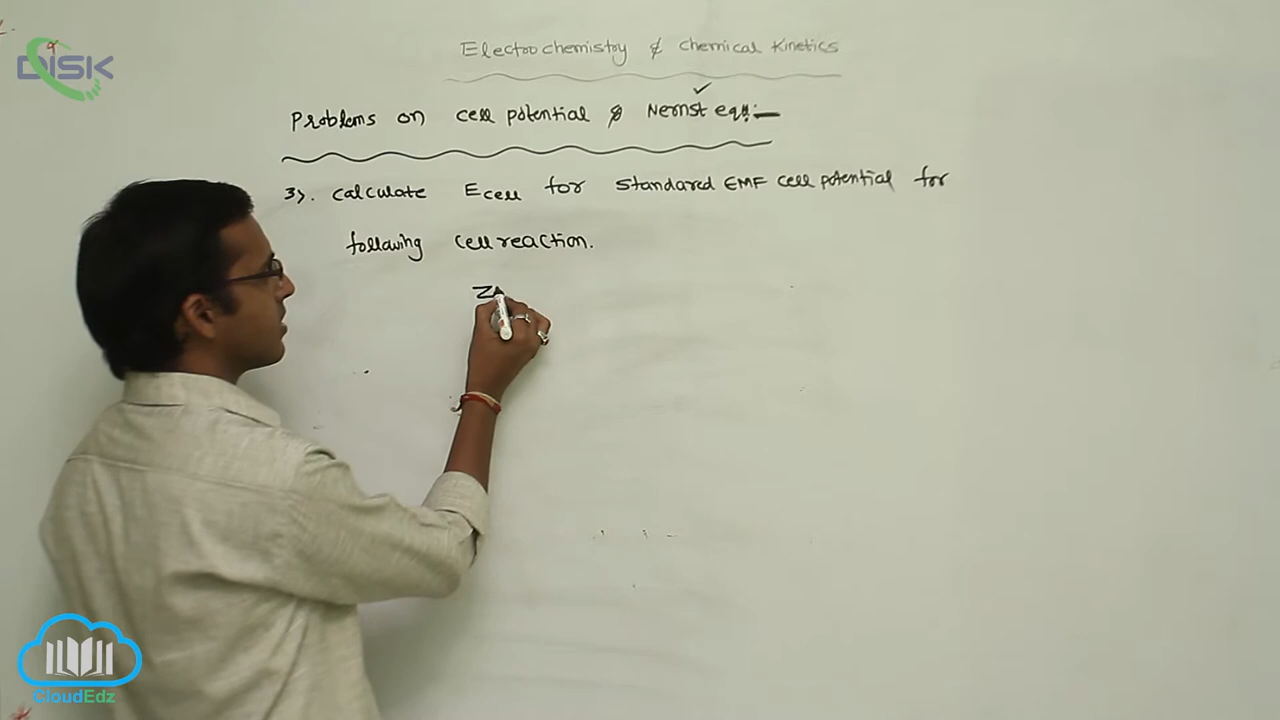 DISK
Electrochemistry & chemical Kinetics
Problems on cell potential & Nernst eqn:-
3). Calculate Ecell for standared EMF cell potential for
following cell reaction.
Z
CloudEdz